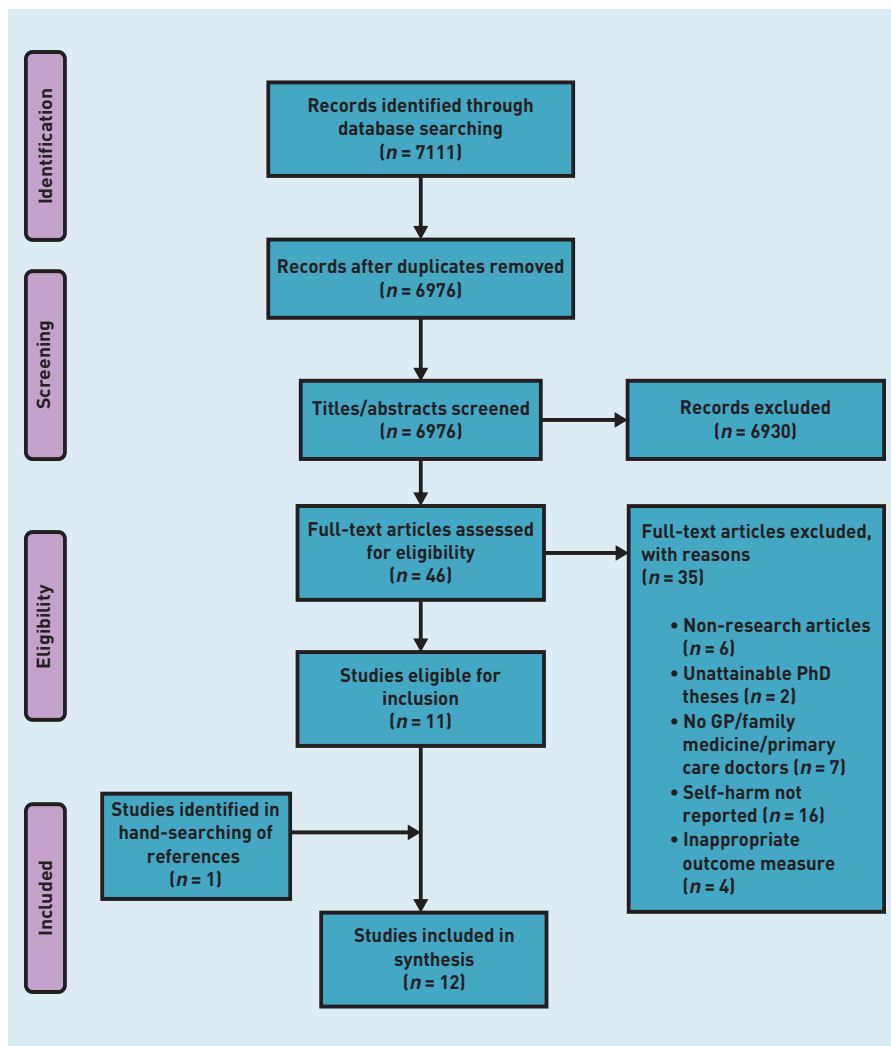 Identification
Records identified through
database searching
(n = 7111)
Records after duplicates removed
(n = 6976)
Screening
Titles/abstracts screened
(n = 6976)
Records excluded
(n = 6930)
Eligibility
Full-text articles assessed
for eligibility
(n = 46)
Full-text articles excluded,
with reasons
(n = 35)
• Non-research articles
(n = 6)
• Unattainable PhD
theses (n = 2)
• No GP/family
medicine/primary
care doctors (n = 7)
• Self-harm not
reported (n = 16)
• Inappropriate
outcome measure
(n = 4)
Studies eligible for
inclusion
(n = 11)
Included
Studies identified in
hand-searching of
references
(n = 1)
Studies included in
synthesis
(n = 12)